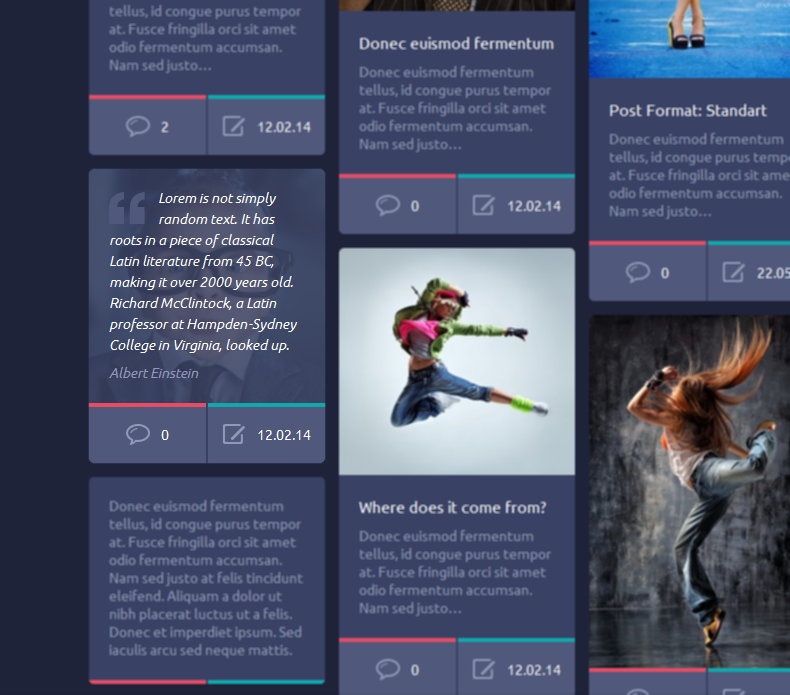 tellus, id congue purus tempor
at. Fusce fringilla orci sit amet
odio fermentum accumsan.
Nam sed justo...
2
12.02.14
Lorem is not simply
random text. It has
roots in a piece of classical
Latin literature from 45 BC,
making it over 2000 years old.
Richard McClintock, a Latin
professor at Hampden-Sydney
College in Virginia, looked up.
Albert Einstein
0
12.02.14
Donec euismod fermentum
tellus, id congue purus tempor
at. Fusce fringilla orci sit amet
odio fermentum accumsan.
Nam sed justo at felis tincidunt
eleifend. Aliquam a dolor ut
nibh placerat luctus ut a felis.
Donec et imperdiet ipsum. Sed
iaculis arcu sed neque mattis.
Donec euismod fermentum
Donec euismod fermentum
tellus, id congue purus tempor
at. Fusce fringilla orci sit amet
odio fermentum accumsan.
Nam sed justo...
0
12.02.14
Where does it come from?
Donec euismod fermentum
tellus, id congue purus tempor
at. Fusce fringilla orci sit amet
odio fermentum accumsan.
Nam sed justo...
0
12.02.14
Post Format: Standart
Donec euismod fermentum
tellus, id congue purus temp
at. Fusce fringilla orci sit ame
odio fermentum accumsan.
Nam sed justo...
0
22.05